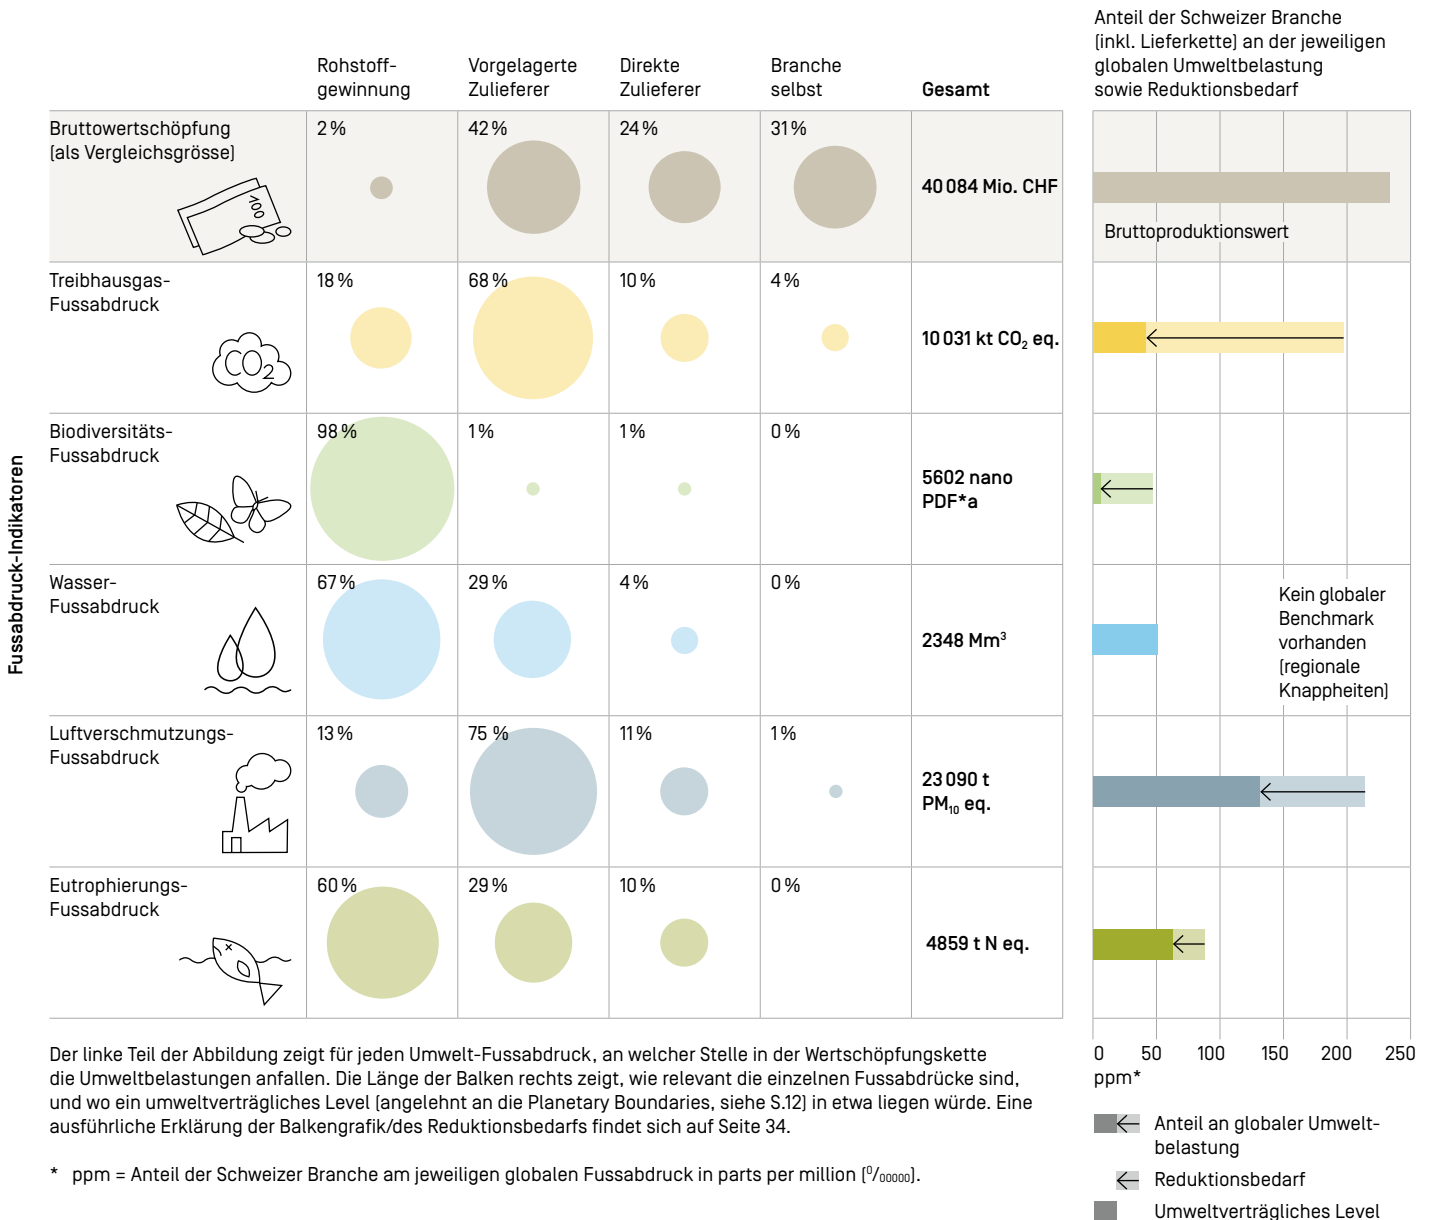 Anteil der Schweizer Branche
(inkl. Lieferkette) an der jeweiligen
globalen Umweltbelastung
sowie Reduktionsbedarf
Rohstoff-
gewinnung
Vorgelagerte
Zulieferer
Direkte
Zulieferer
Branche
selbst
Gesamt
Bruttowertschöpfung
(als Vergleichsgrösse)
100
2 %
42 %
24 %
31 %
40 084 Mio. CHF
Bruttoproduktionswert
Treibhausgas-
Fussabdruck
CO2
18 %
68 %
10 %
4 %
10 031 kt CO₂ eq.
Fussabdruck-Indikatoren
Biodiversitäts-
Fussabdruck
98 %
1 %
1 %
0 %
5602 nano
PDF*a
Wasser-
Fussabdruck
67 %
29 %
4 %
0 %
2348 Mm³
Kein globaler
Benchmark
vorhanden
(regionale
Knappheiten)
Luftverschmutzungs-
Fussabdruck
13 %
75 %
11 %
1 %
23 090 t
PM₁₀ eq.
Eutrophierungs-
Fussabdruck
60 %
29 %
10 %
0 %
4859 t N eq.
0 50 100 150 200 250
ppm*
Anteil an globaler Umwelt-
belastung
Reduktionsbedarf
Umweltverträgliches Level
Der linke Teil der Abbildung zeigt für jeden Umwelt-Fussabdruck, an welcher Stelle in der Wertschöpfungskette
die Umweltbelastungen anfallen. Die Länge der Balken rechts zeigt, wie relevant die einzelnen Fussabdrücke sind,
und wo ein umweltverträgliches Level (angelehnt an die Planetary Boundaries, siehe S.12) in etwa liegen würde. Eine
ausführliche Erklärung der Balkengrafik/des Reduktionsbedarfs findet sich auf Seite 34.
* ppm = Anteil der Schweizer Branche am jeweiligen globalen Fussabdruck in parts per million (⁰/₀₀₀₀₀).